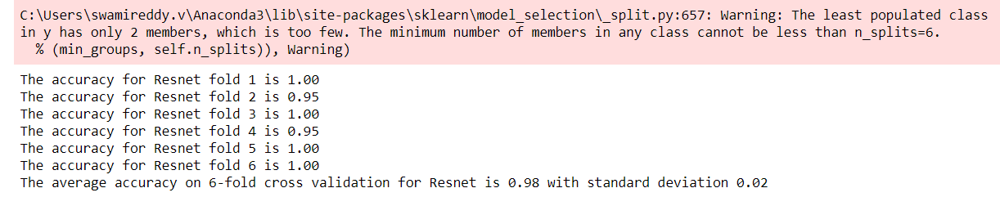 C:\Users\swamireddy.v\Anaconda3\lib\site-packages\sklearn\model_selection\_split.py:657: Warning: The least populated class
in y has only 2 members, which is too few. The minimum number of members in any class cannot be less than n_splits=6.
% (min_groups, self.n_splits)), Warning)
The accuracy for Resnet fold 1 is 1.00
The accuracy for Resnet fold 2 is 0.95
The accuracy for Resnet fold 3 is 1.00
The accuracy for Resnet fold 4 is 0.95
The accuracy for Resnet fold 5 is 1.00
The accuracy for Resnet fold 6 is 1.00
The average accuracy on 6-fold cross validation for Resnet is 0.98 with standard deviation 0.02